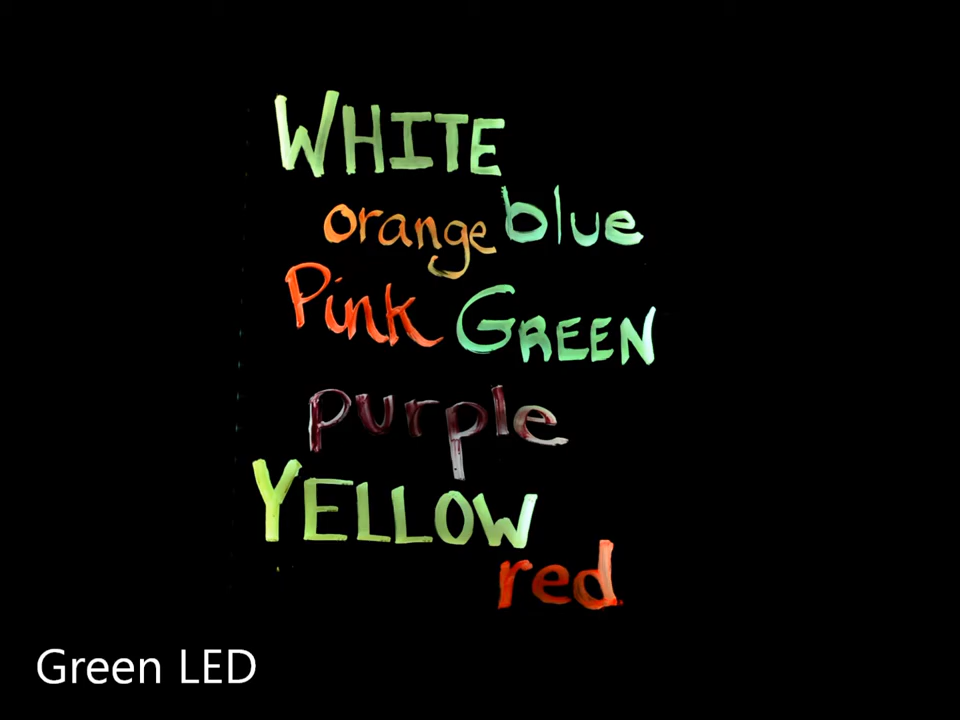 WHITE
orange blue
Pink GREEN
purple
YELLOW
red
Green LED